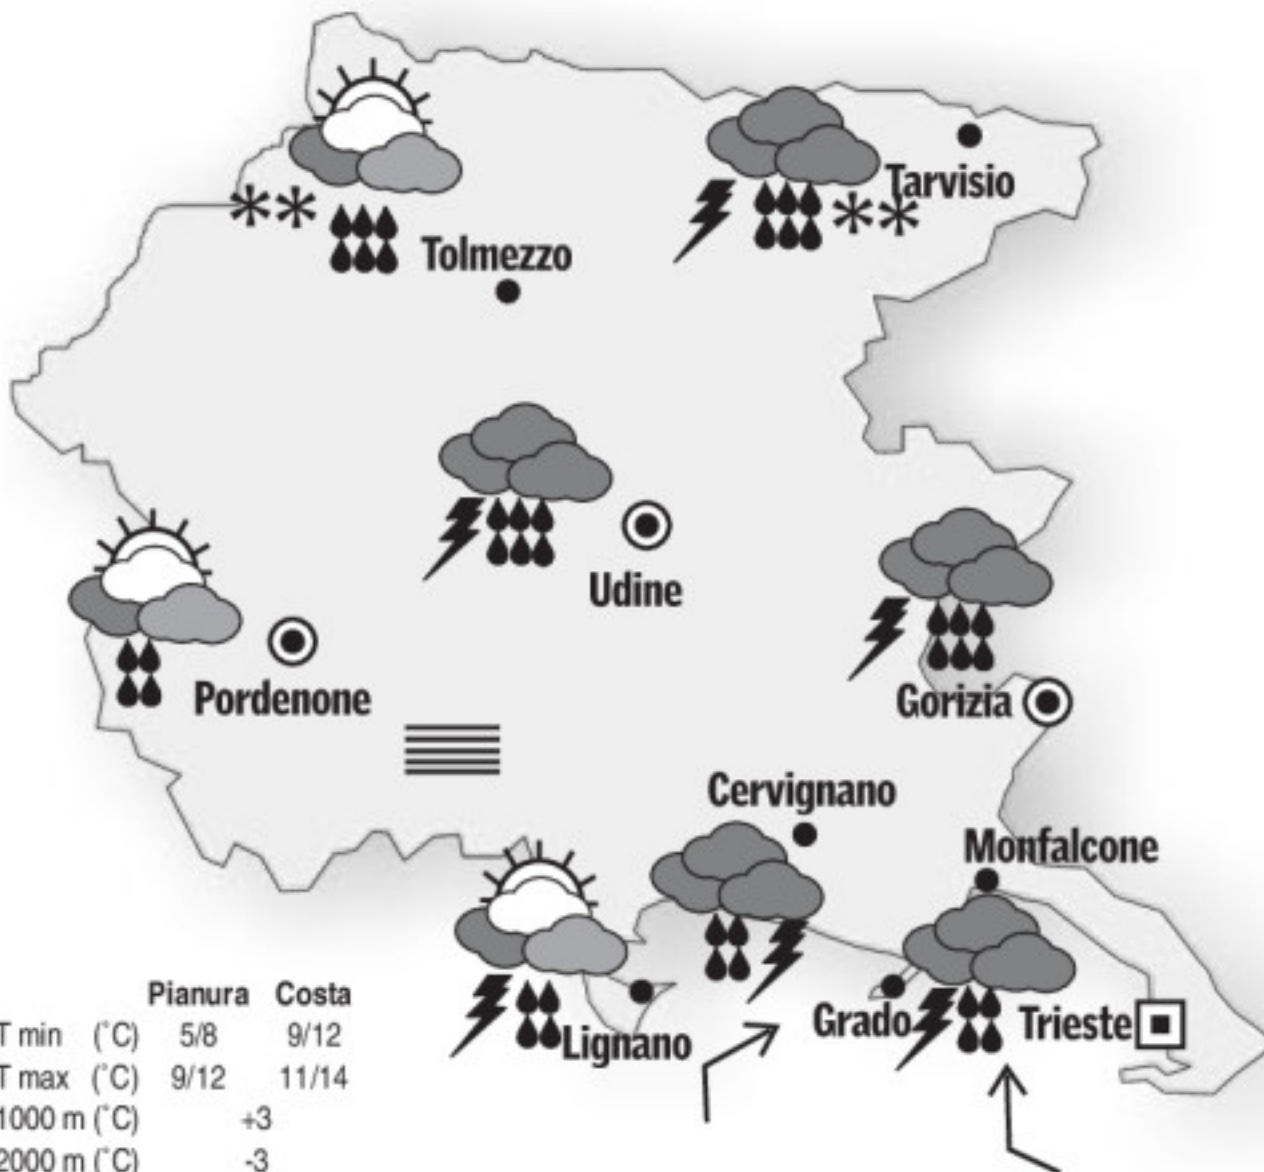 Tarvisio
Tolmezzo
Udine
Pordenone
Gorizia
Cervignano
Monfalcone
Grado
Trieste
Lignano
Pianura Costa
T min (°C) 5/8 9/12
T max (°C) 9/12 11/14
1000 m (°C) +3
2000 m (°C) -3